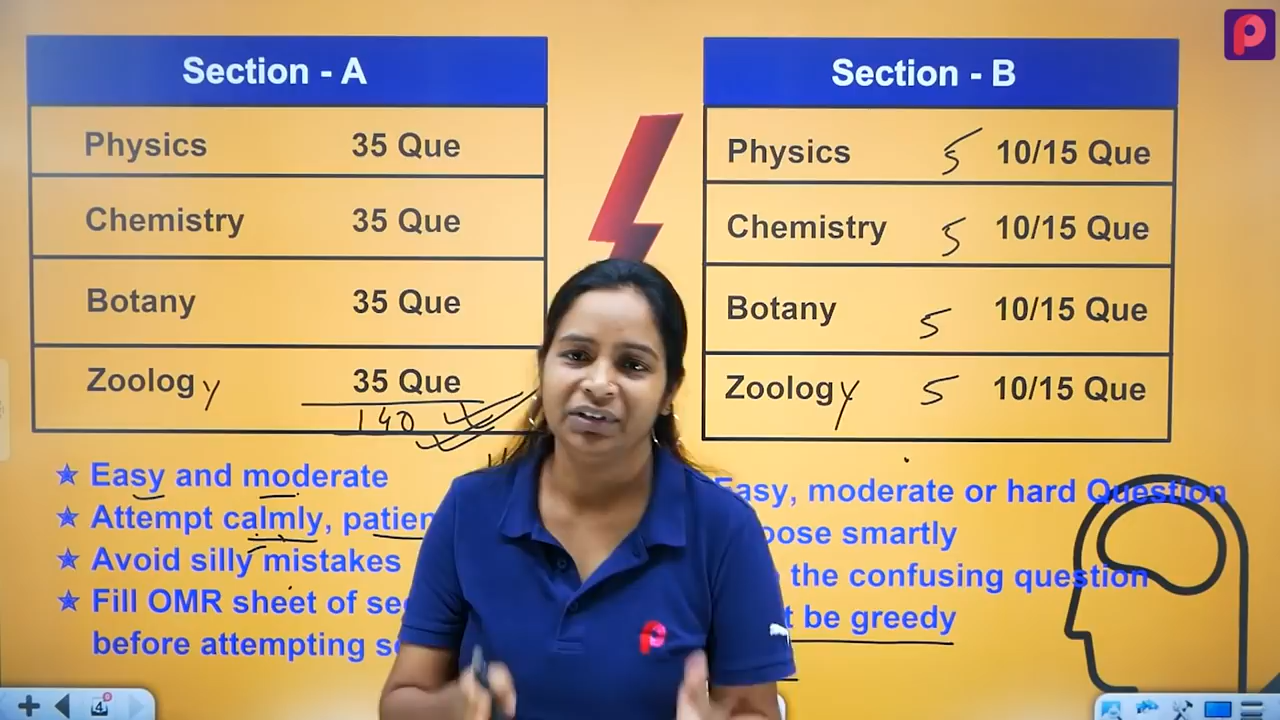 Section - A
Physics 35 Que
Chemistry 35 Que
Botany 35 Que
Zoology 35 Que
140
★ Easy and moderate
★ Attempt calmly,
★ Avoid silly mistakes
★ Fill OMR sheet of
before attempting
Section - B
Physics 5 10/15 Que
Chemistry 5 10/15 Que
Botany 5 10/15 Que
Zoology 5 10/15 Que
Easy, moderate or hard Question
smartly
the confusing question
be greedy
4